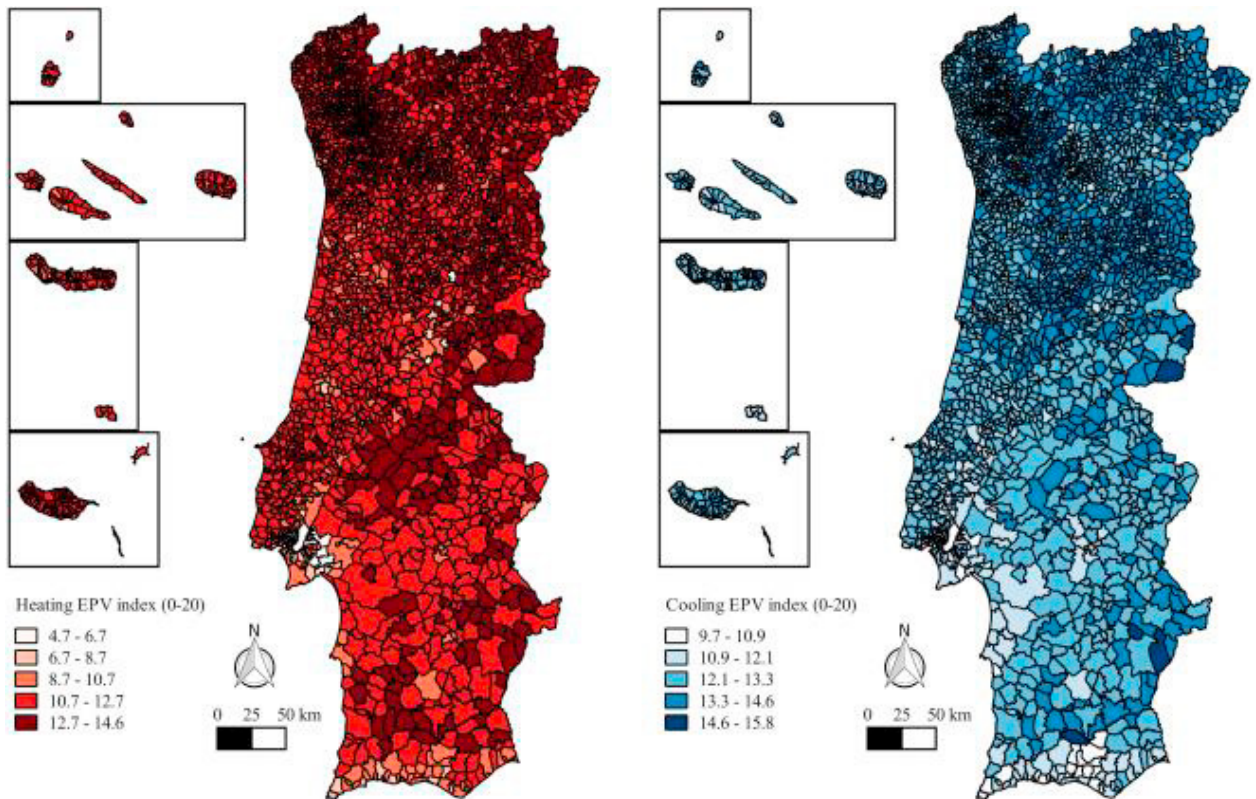 Heating EPV index (0-20)
4.7 - 6.7
6.7 - 8.7
8.7 - 10.7
10.7 - 12.7
12.7 - 14.6
N
0 25 50 km
Cooling EPV index (0-20)
9.7 - 10.9
10.9 - 12.1
12.1 - 13.3
13.3 - 14.6
14.6 - 15.8
N
0 25 50 km